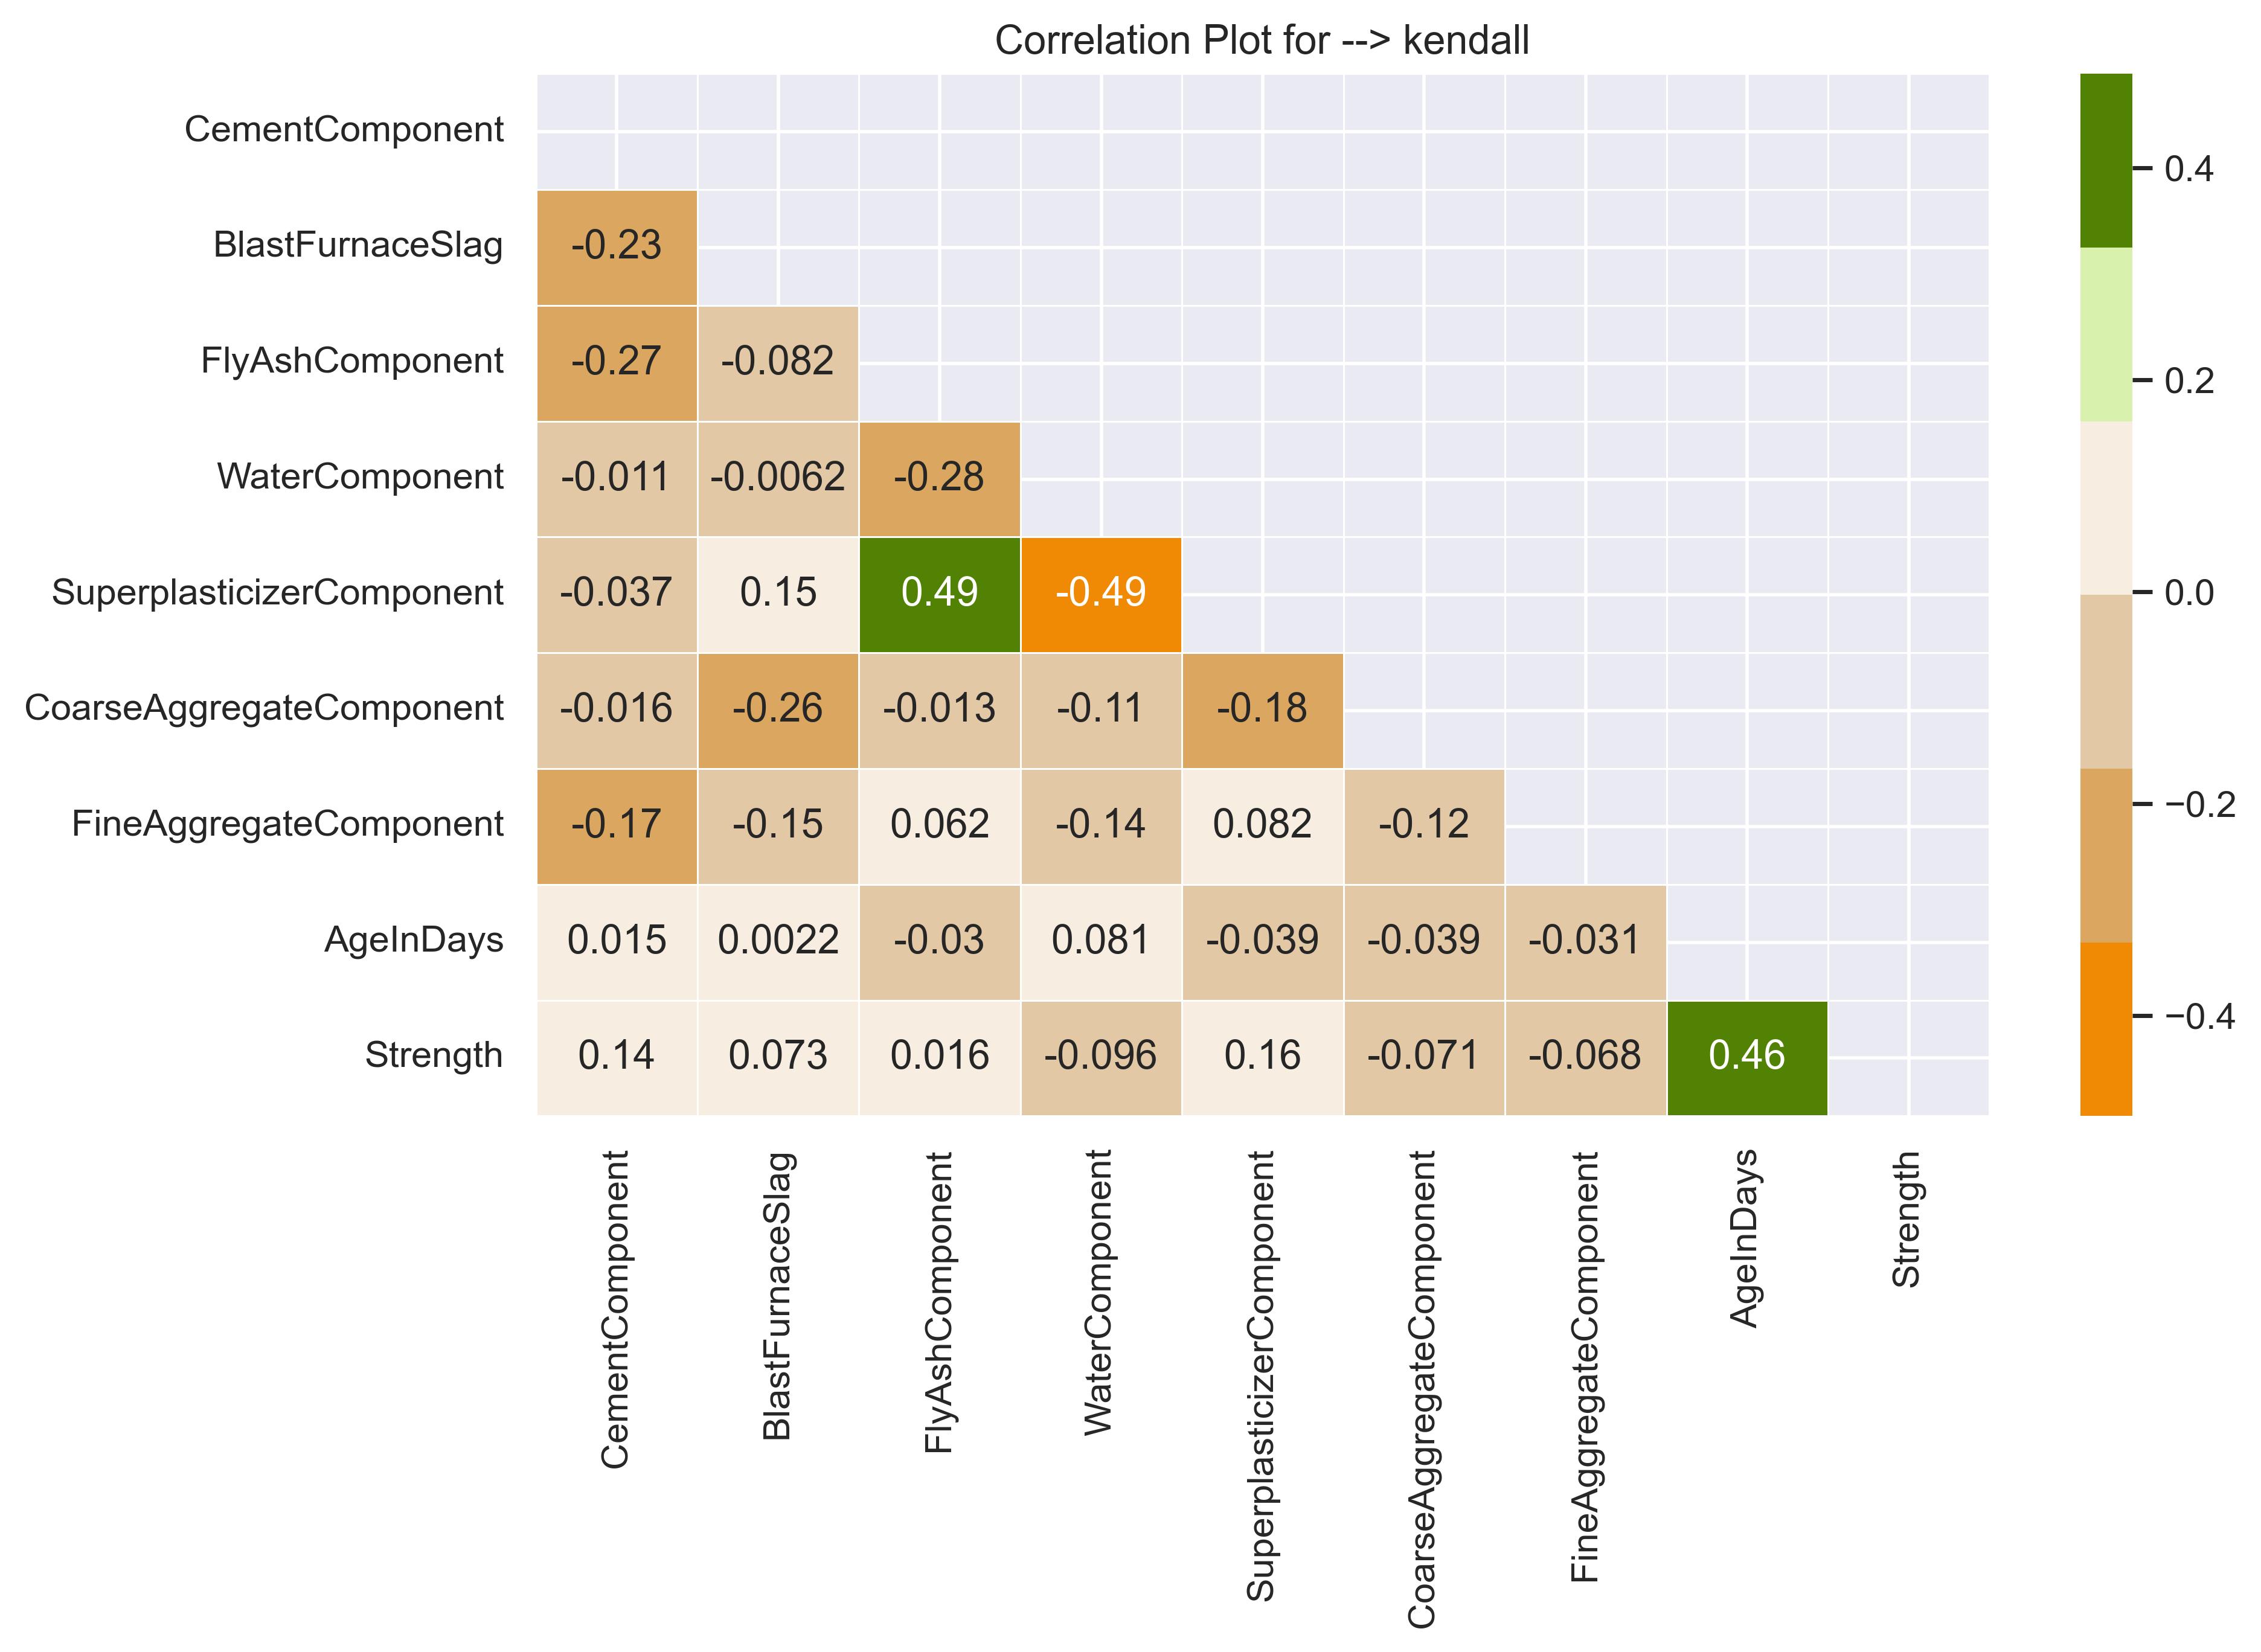 Correlation Plot for --> kendall
CementComponent
BlastFurnaceSlag -0.23
FlyAshComponent -0.27 -0.082
WaterComponent -0.011 -0.0062 -0.28
SuperplasticizerComponent -0.037 0.15 0.49 -0.49
CoarseAggregateComponent -0.016 -0.26 -0.013 -0.11 -0.18
FineAggregateComponent -0.17 -0.15 0.062 -0.14 0.082 -0.12
AgeInDays 0.015 0.0022 -0.03 0.081 -0.039 -0.039 -0.031
Strength 0.14 0.073 0.016 -0.096 0.16 -0.071 -0.068 0.46
CementComponent
BlastFurnaceSlag
FlyAshComponent
WaterComponent
SuperplasticizerComponent
CoarseAggregateComponent
FineAggregateComponent
AgeInDays
Strength
0.4
0.2
0.0
−0.2
−0.4